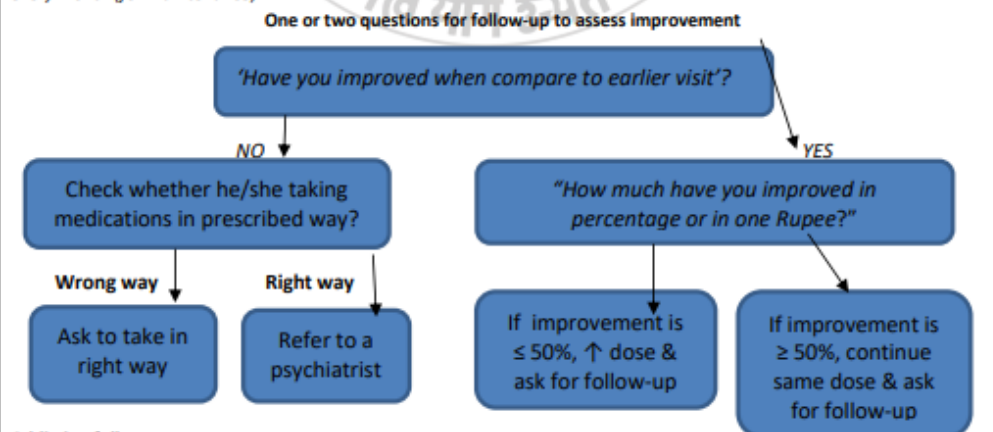 One or two questions for follow-up to assess improvement
‘Have you improved when compare to earlier visit’?
NO
YES
Check whether he/she taking
medications in prescribed way?
“How much have you improved in
percentage or in one Rupee?”
Wrong way
Right way
Ask to take in
right way
Refer to a
psychiatrist
If improvement is
≤ 50%, ↑ dose &
ask for follow-up
If improvement is
≥ 50%, continue
same dose & ask
for follow-up